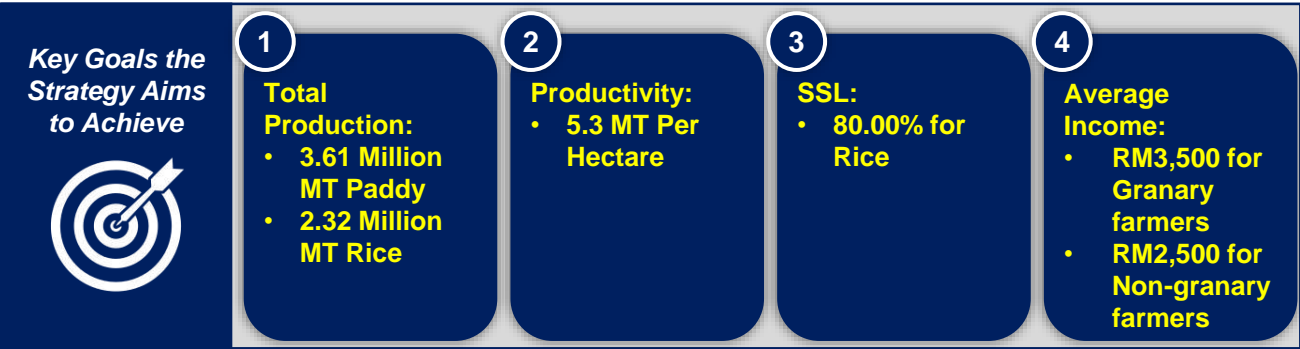 Key Goals the
Strategy Aims
to Achieve
1
Total
Production:
• 3.61 Million
MT Paddy
• 2.32 Million
MT Rice
2
Productivity:
• 5.3 MT Per
Hectare
3
SSL:
• 80.00% for
Rice
4
Average
Income:
• RM3,500 for
Granary
farmers
• RM2,500 for
Non-granary
farmers